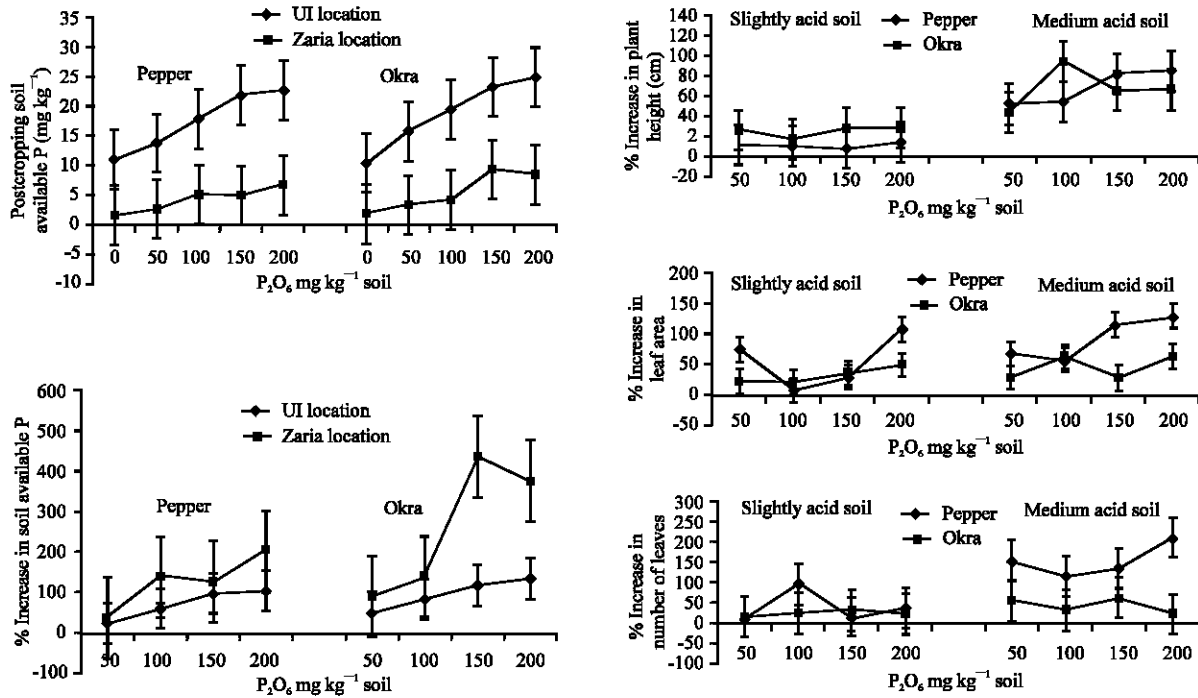 UI location
Zaria location
Postcropping soil
available P (mg kg⁻¹)
35
30
25
20
15
10
5
0
-5
-10
Pepper
Okra
0 50 100 150 200 0 50 100 150 200
P₂O₆ mg kg⁻¹ soil
% Increase in soil available P
600
500
400
300
200
100
0
-100
UI location
Zaria location
Pepper
Okra
50 100 150 200 50 100 150 200
P₂O₆ mg kg⁻¹ soil
% Increase in plant
height (cm)
140
120
100
80
60
40
2
0
-20
Slightly acid soil
Pepper
Okra
Medium acid soil
50 100 150 200 50 100 150 200
P₂O₆ mg kg⁻¹ soil
% Increase in
leaf area
200
150
100
50
0
-50
Slightly acid soil
Pepper
Okra
Medium acid soil
50 100 150 200 50 100 150 200
P₂O₆ mg kg⁻¹ soil
% Increase in
number of leaves
300
250
200
150
100
50
0
-50
-100
Slightly acid soil
Pepper
Okra
Medium acid soil
50 100 150 200 50 100 150 200
P₂O₆ mg kg⁻¹ soil